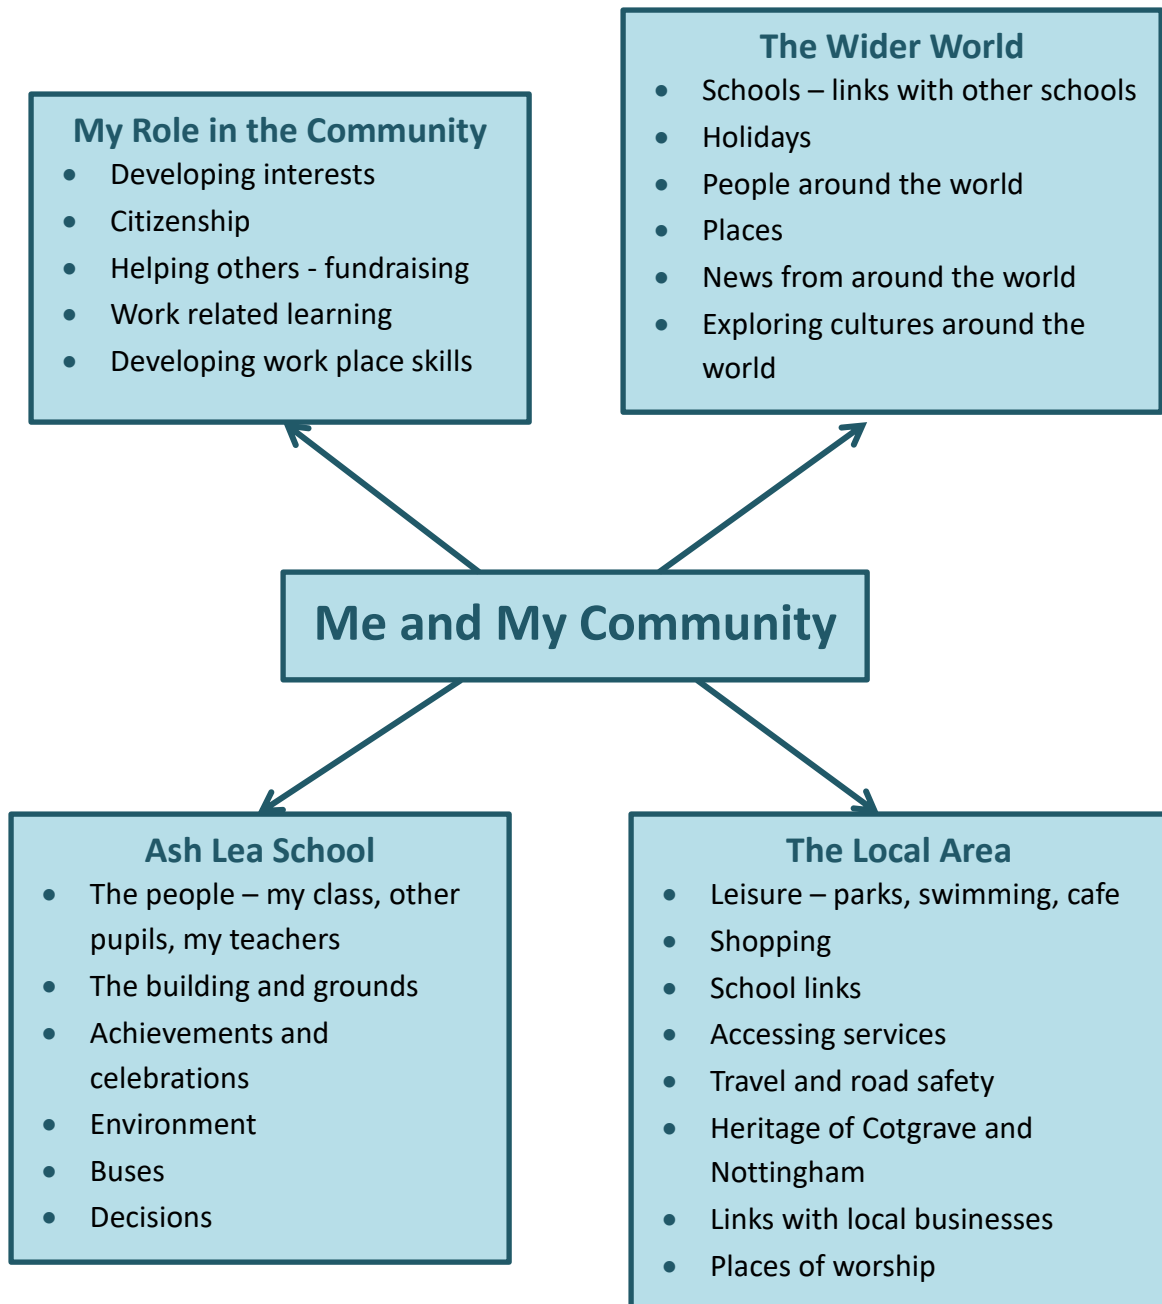 My Role in the Community
• Developing interests
• Citizenship
• Helping others - fundraising
• Work related learning
• Developing work place skills
The Wider World
• Schools – links with other schools
• Holidays
• People around the world
• Places
• News from around the world
• Exploring cultures around the
world
Me and My Community
Ash Lea School
• The people – my class, other
pupils, my teachers
• The building and grounds
• Achievements and
celebrations
• Environment
• Buses
• Decisions
The Local Area
• Leisure – parks, swimming, cafe
• Shopping
• School links
• Accessing services
• Travel and road safety
• Heritage of Cotgrave and
Nottingham
• Links with local businesses
• Places of worship